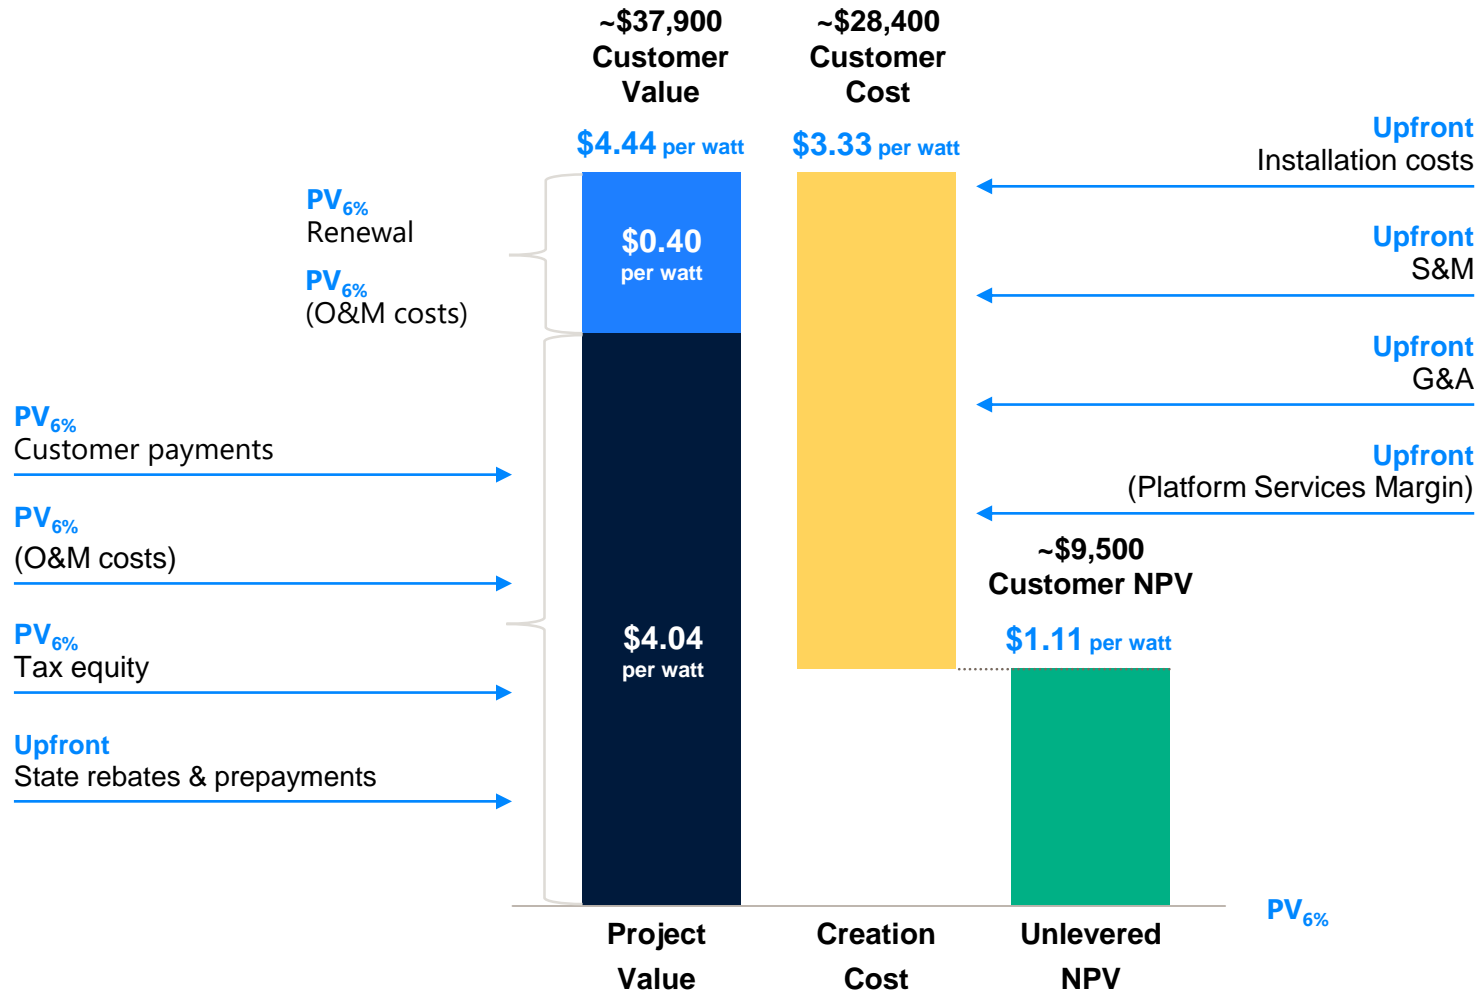 ~$37,900
Customer
Value
$4.44 per watt
~$28,400
Customer
Cost
$3.33 per watt
PV6%
Renewal
PV6%
(O&M costs)
$0.40
per watt
PV6%
Customer payments
PV6%
(O&M costs)
PV6%
Tax equity
Upfront
State rebates & prepayments
$4.04
per watt
Upfront
Installation costs
Upfront
S&M
Upfront
G&A
Upfront
(Platform Services Margin)
~$9,500
Customer NPV
$1.11 per watt
Project
Value
Creation
Cost
Unlevered
NPV
PV6%